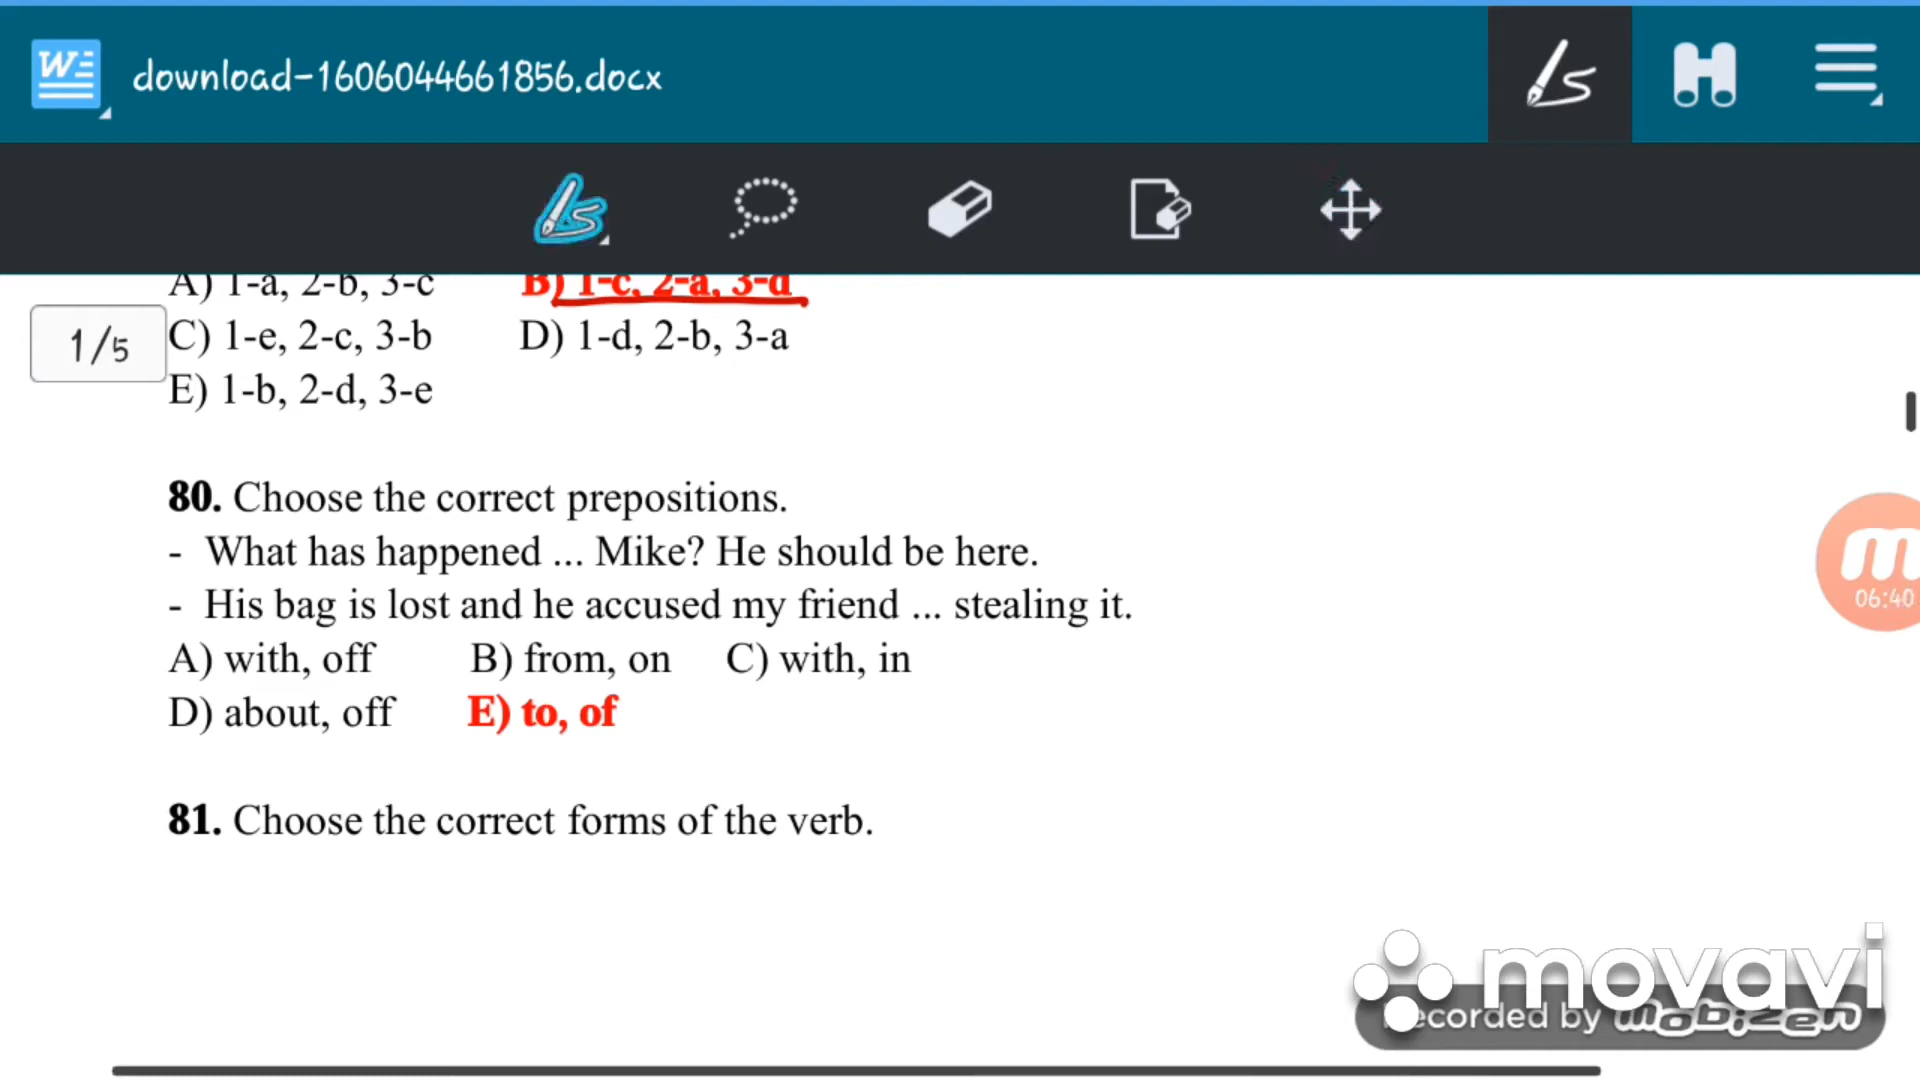 download-1606044661856.docx
A) 1-a, 2-b, 3-c B) 1-c, 2-a, 3-d
1/5
C) 1-e, 2-c, 3-b D) 1-d, 2-b, 3-a
E) 1-b, 2-d, 3-e
80. Choose the correct prepositions.
- What has happened ... Mike? He should be here.
- His bag is lost and he accused my friend ... stealing it.
A) with, off B) from, on C) with, in
D) about, off E) to, of
06:40
81. Choose the correct forms of the verb.
movavi
ecorded by mobizen